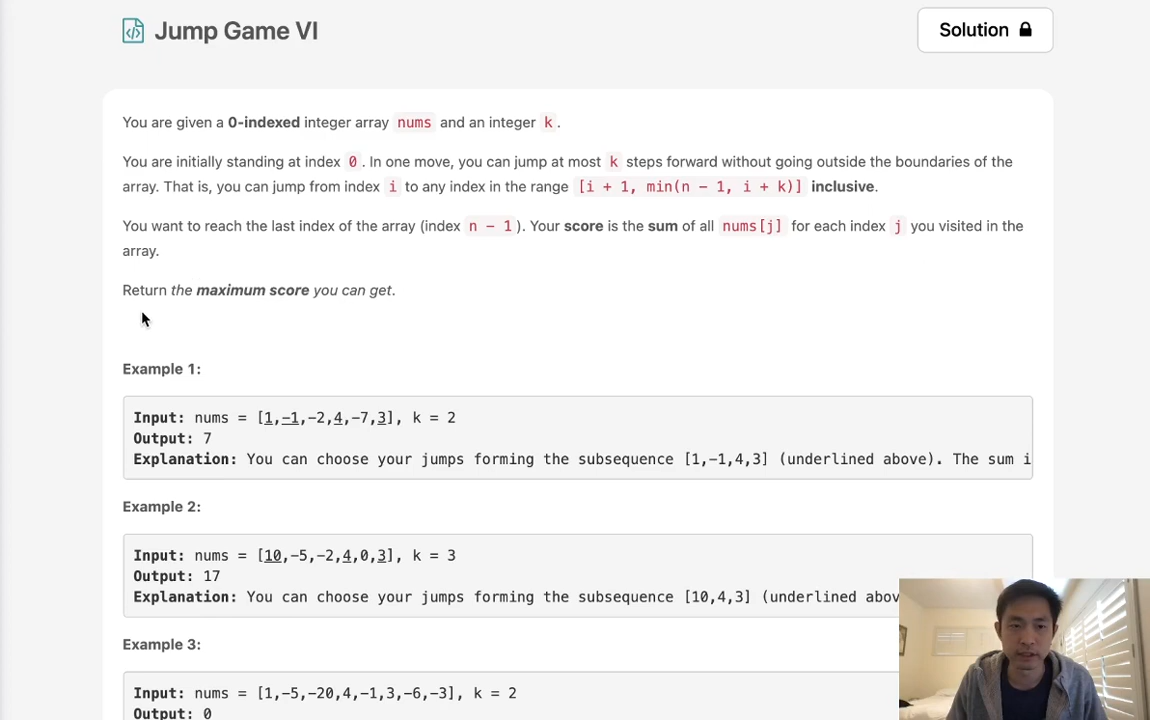 Jump Game VI
Solution
You are given a 0-indexed integer array nums and an integer k.
You are initially standing at index 0. In one move, you can jump at most k steps forward without going outside the boundaries of the
array. That is, you can jump from index i to any index in the range [i + 1, min(n - 1, i + k)] inclusive.
You want to reach the last index of the array (index n - 1). Your score is the sum of all nums[j] for each index j you visited in the
array.
Return the maximum score you can get.
Example 1:
Input: nums = [1,-1,-2,4,-7,3], k = 2
Output: 7
Explanation: You can choose your jumps forming the subsequence [1,-1,4,3] (underlined above). The sum i
Example 2:
Input: nums = [10,-5,-2,4,0,3], k = 3
Output: 17
Explanation: You can choose your jumps forming the subsequence [10,4,3] (underlined abov
Example 3:
Input: nums = [1,-5,-20,4,-1,3,-6,-3], k = 2
Output: 0